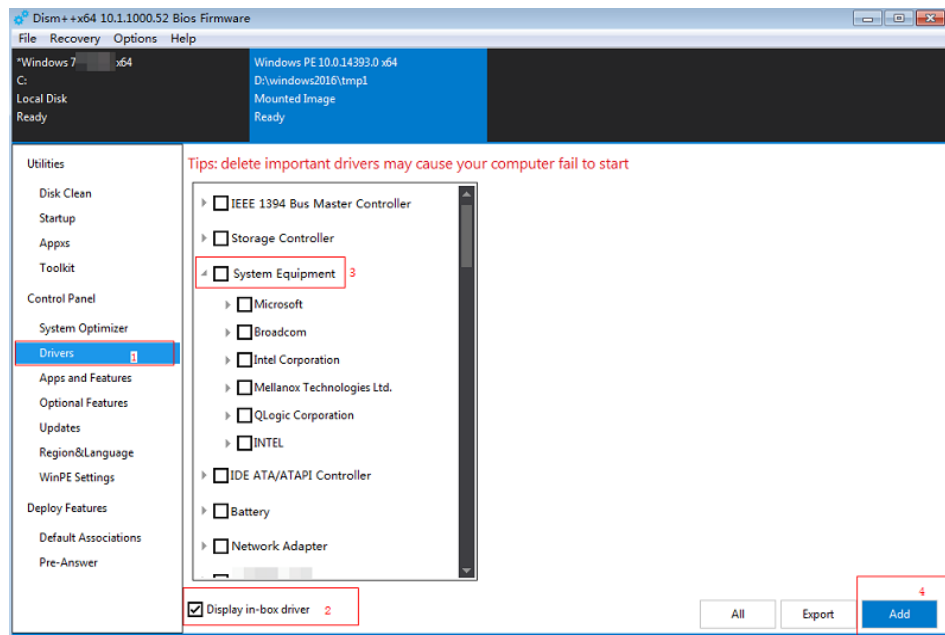 Dism++x64 10.1.1000.52 Bios Firmware
File Recovery Options Help
*Windows 7 x64
C:
Local Disk
Ready
Windows PE 10.0.14393.0 x64
D:\windows2016\tmp1
Mounted Image
Ready
Utilities
Disk Clean
Startup
Appxs
Toolkit
Control Panel
System Optimizer
Drivers 1
Apps and Features
Optional Features
Updates
Region&Language
WinPE Settings
Deploy Features
Default Associations
Pre-Answer
Tips: delete important drivers may cause your computer fail to start
IEEE 1394 Bus Master Controller
Storage Controller
System Equipment 3
Microsoft
Broadcom
Intel Corporation
Mellanox Technologies Ltd.
QLogic Corporation
INTEL
IDE ATA/ATAPI Controller
Battery
Network Adapter
Display in-box driver 2
4
All Export Add